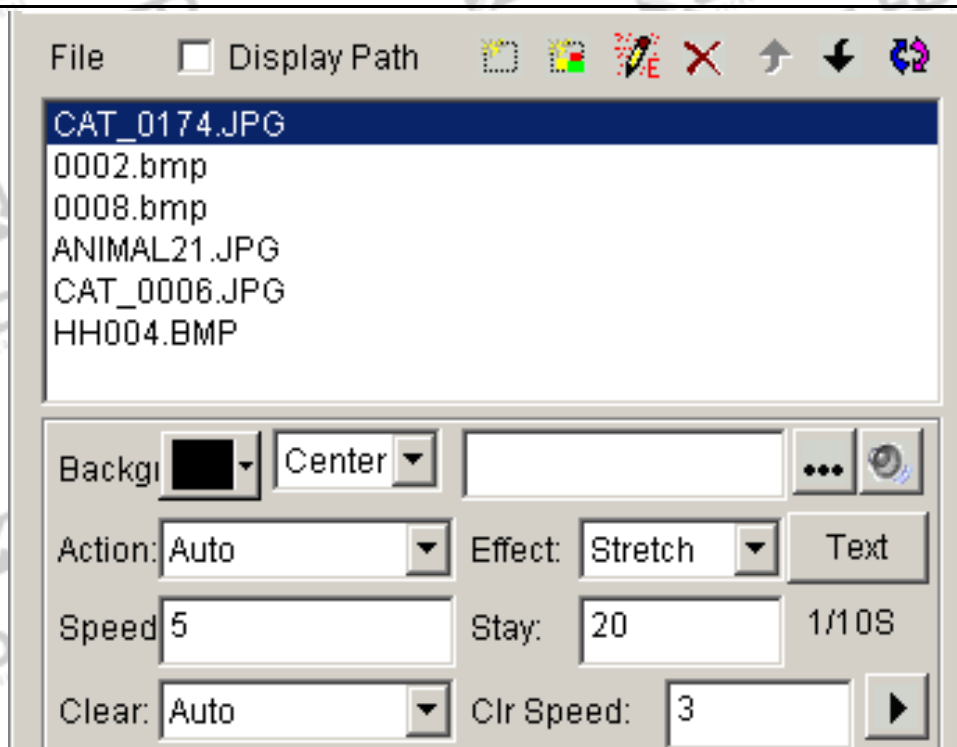 File Display Path E
CAT_0174.JPG
0002.bmp
0008.bmp
ANIMAL21.JPG
CAT_0006.JPG
HH004.BMP
Backgr Center
Action: Auto Effect: Stretch Text
Speed 5 Stay: 20 1/10S
Clear: Auto Clr Speed: 3